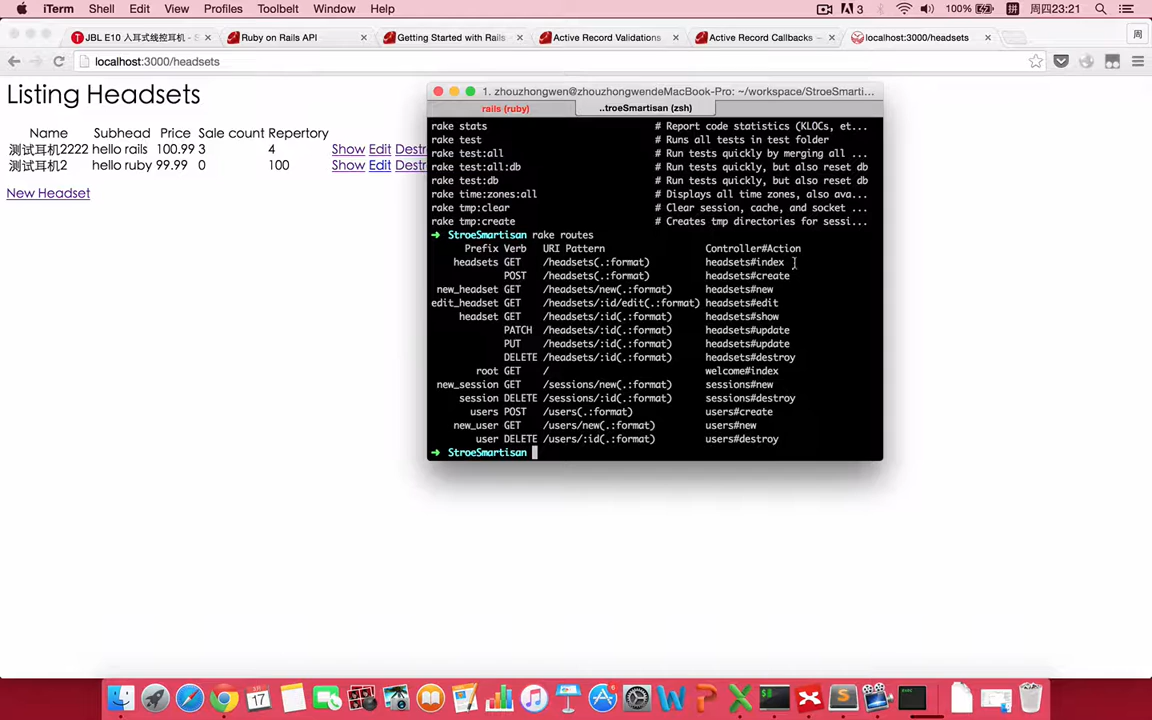 iTerm Shell Edit View Profiles Toolbelt Window Help 3 100% 拼 周四23:21
JBL E10 入耳式线控耳机 - S × Ruby on Rails API × Getting Started with Rails × Active Record Validations × Active Record Callbacks — × localhost:3000/headsets × 周
localhost:3000/headsets
Listing Headsets
Name Subhead Price Sale count Repertory
测试耳机2222 hello rails 100.99 3 4 Show Edit Destr
测试耳机2 hello ruby 99.99 0 100 Show Edit Destr
New Headset
1. zhouzhongwen@zhouzhongwendeMacBook-Pro: ~/workspace/StroeSmarti...
rails (ruby) ..troeSmartisan (zsh)
rake stats # Report code statistics (KLOCs, et...
rake test # Runs all tests in test folder
rake test:all # Run tests quickly by merging all ...
rake test:all:db # Run tests quickly, but also reset db
rake test:db # Run tests quickly, but also reset db
rake time:zones:all # Displays all time zones, also ava...
rake tmp:clear # Clear session, cache, and socket ...
rake tmp:create # Creates tmp directories for sessi...
➜ StroeSmartisan rake routes
Prefix Verb URI Pattern Controller#Action
headsets GET /headsets(.:format) headsets#index
POST /headsets(.:format) headsets#create
new_headset GET /headsets/new(.:format) headsets#new
edit_headset GET /headsets/:id/edit(.:format) headsets#edit
headset GET /headsets/:id(.:format) headsets#show
PATCH /headsets/:id(.:format) headsets#update
PUT /headsets/:id(.:format) headsets#update
DELETE /headsets/:id(.:format) headsets#destroy
root GET / welcome#index
new_session GET /sessions/new(.:format) sessions#new
session DELETE /sessions/:id(.:format) sessions#destroy
users POST /users(.:format) users#create
new_user GET /users/new(.:format) users#new
user DELETE /users/:id(.:format) users#destroy
➜ StroeSmartisan
17